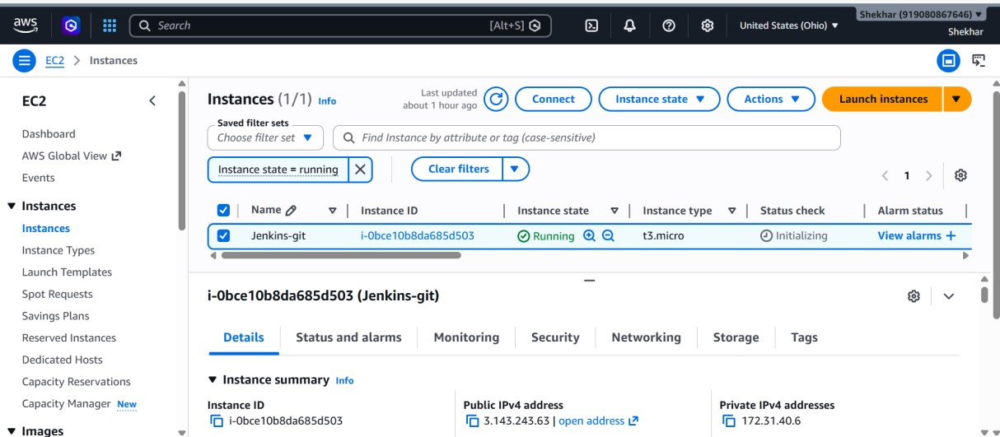 aws
Search [Alt+S]
United States (Ohio) ▼
Shekhar (919080867646) ▼
Shekhar
EC2 > Instances
EC2
Dashboard
AWS Global View
Events
▼ Instances
Instances
Instance Types
Launch Templates
Spot Requests
Savings Plans
Reserved Instances
Dedicated Hosts
Capacity Reservations
Capacity Manager New
▼ Images
Instances (1/1) Info
Last updated
about 1 hour ago
Connect
Instance state ▼
Actions ▼
Launch instances ▼
Saved filter sets
Choose filter set ▼
Find Instance by attribute or tag (case-sensitive)
Instance state = running
Clear filters ▼
< 1 >
Name Instance ID Instance state Instance type Status check Alarm status
Jenkins-git i-0bce10b8da685d503 Running t3.micro Initializing View alarms +
i-0bce10b8da685d503 (Jenkins-git)
Details Status and alarms Monitoring Security Networking Storage Tags
▼ Instance summary Info
Instance ID
i-0bce10b8da685d503
Public IPv4 address
3.143.243.63 | open address
Private IPv4 addresses
172.31.40.6